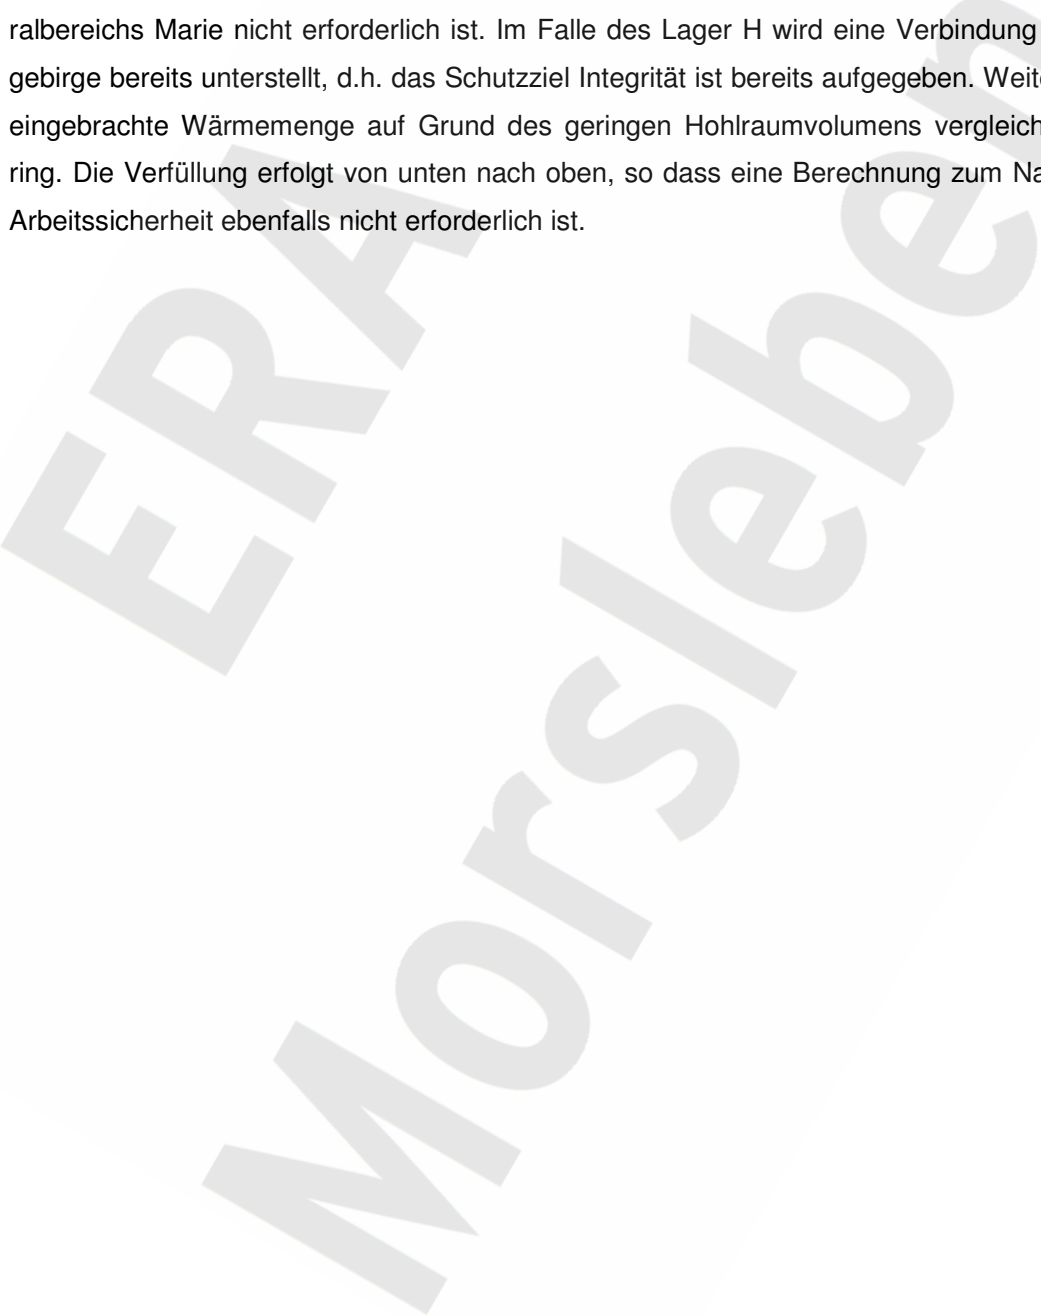 ralbereichs Marie nicht erforderlich ist. Im Falle des Lager H wird eine Verbindung
gebirge bereits unterstellt, d.h. das Schutzziel Integrität ist bereits aufgegeben. Weite
eingebrachte Wärmemenge auf Grund des geringen Hohlraumvolumens vergleich
ring. Die Verfüllung erfolgt von unten nach oben, so dass eine Berechnung zum Na
Arbeitssicherheit ebenfalls nicht erforderlich ist.
ERA
Morsleben